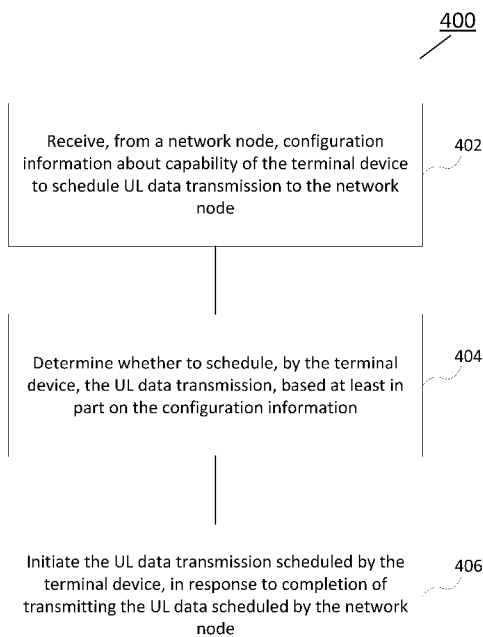 400
Receive, from a network node, configuration
information about capability of the terminal device
to schedule UL data transmission to the network
node
402
Determine whether to schedule, by the terminal
device, the UL data transmission, based at least in
part on the configuration information
404
Initiate the UL data transmission scheduled by the
terminal device, in response to completion of
transmitting the UL data scheduled by the network
node
406